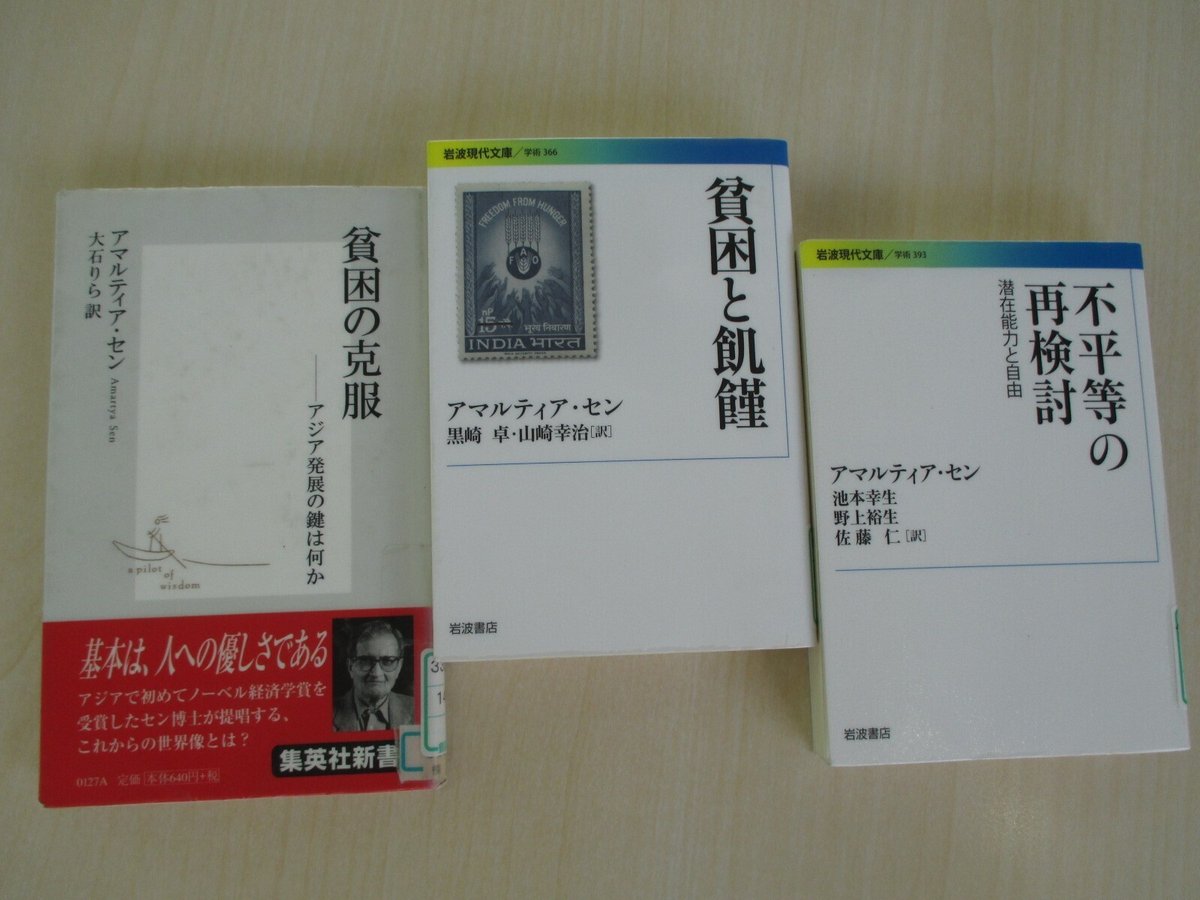 貧困の克服
——アジア発展の鍵は何か
アマルティア・セン Amartya Sen
大石りら 訳
a pilot of wisdom
基本は、人への優しさである
アジアで初めてノーベル経済学賞を
受賞したセン博士が提唱する、
これからの世界像とは?
集英社新書
0127A 定価 本体640円+税
岩波現代文庫/学術 366
貧困と飢饉
FREEDOM FROM HUNGER
FAO
15
भूख निवारण
INDIA भारत
アマルティア・セン
黒崎 卓・山崎幸治[訳]
岩波書店
岩波現代文庫/学術 393
不平等の
再検討
潜在能力と自由
アマルティア・セン
池本幸生
野上裕生
佐藤 仁[訳]
岩波書店